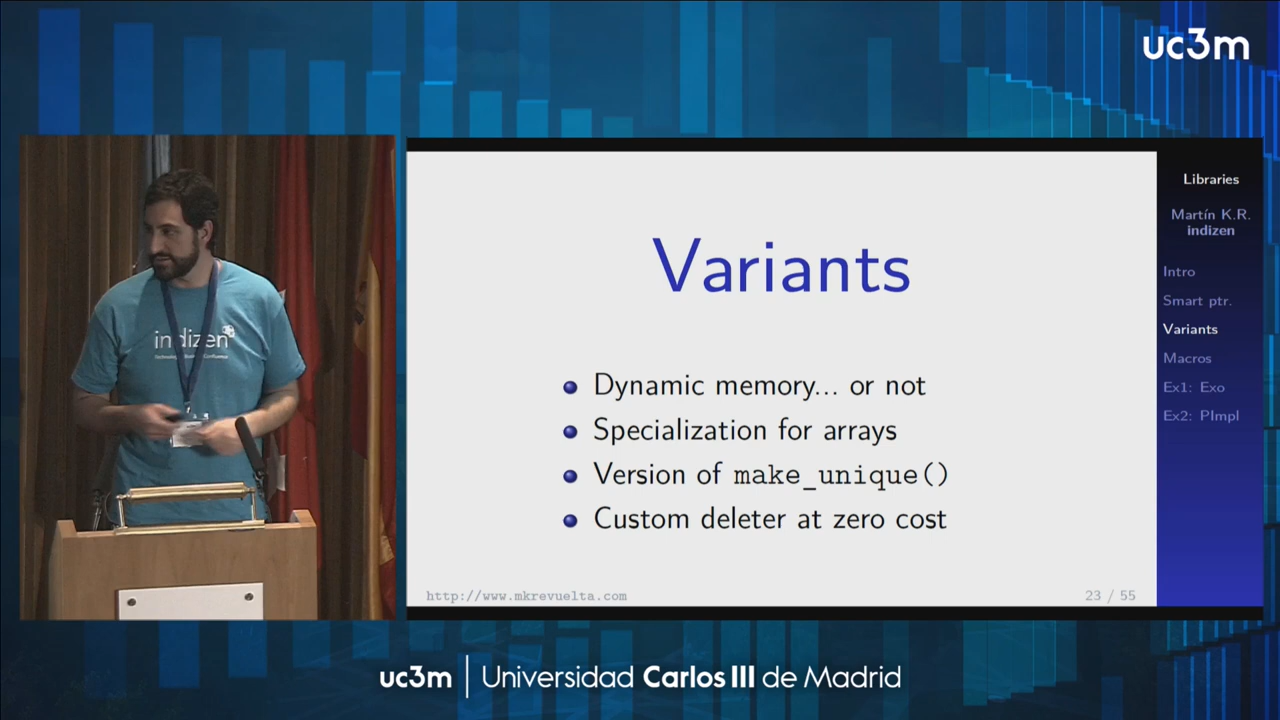 uc3m
indizen
Variants
Dynamic memory... or not
Specialization for arrays
Version of make_unique()
Custom deleter at zero cost
http://www.mkrevuelta.com
23 / 55
Libraries
Martín K.R.
indizen
Intro
Smart ptr.
Variants
Macros
Ex1: Exo
Ex2: PImpl
uc3m | Universidad Carlos III de Madrid